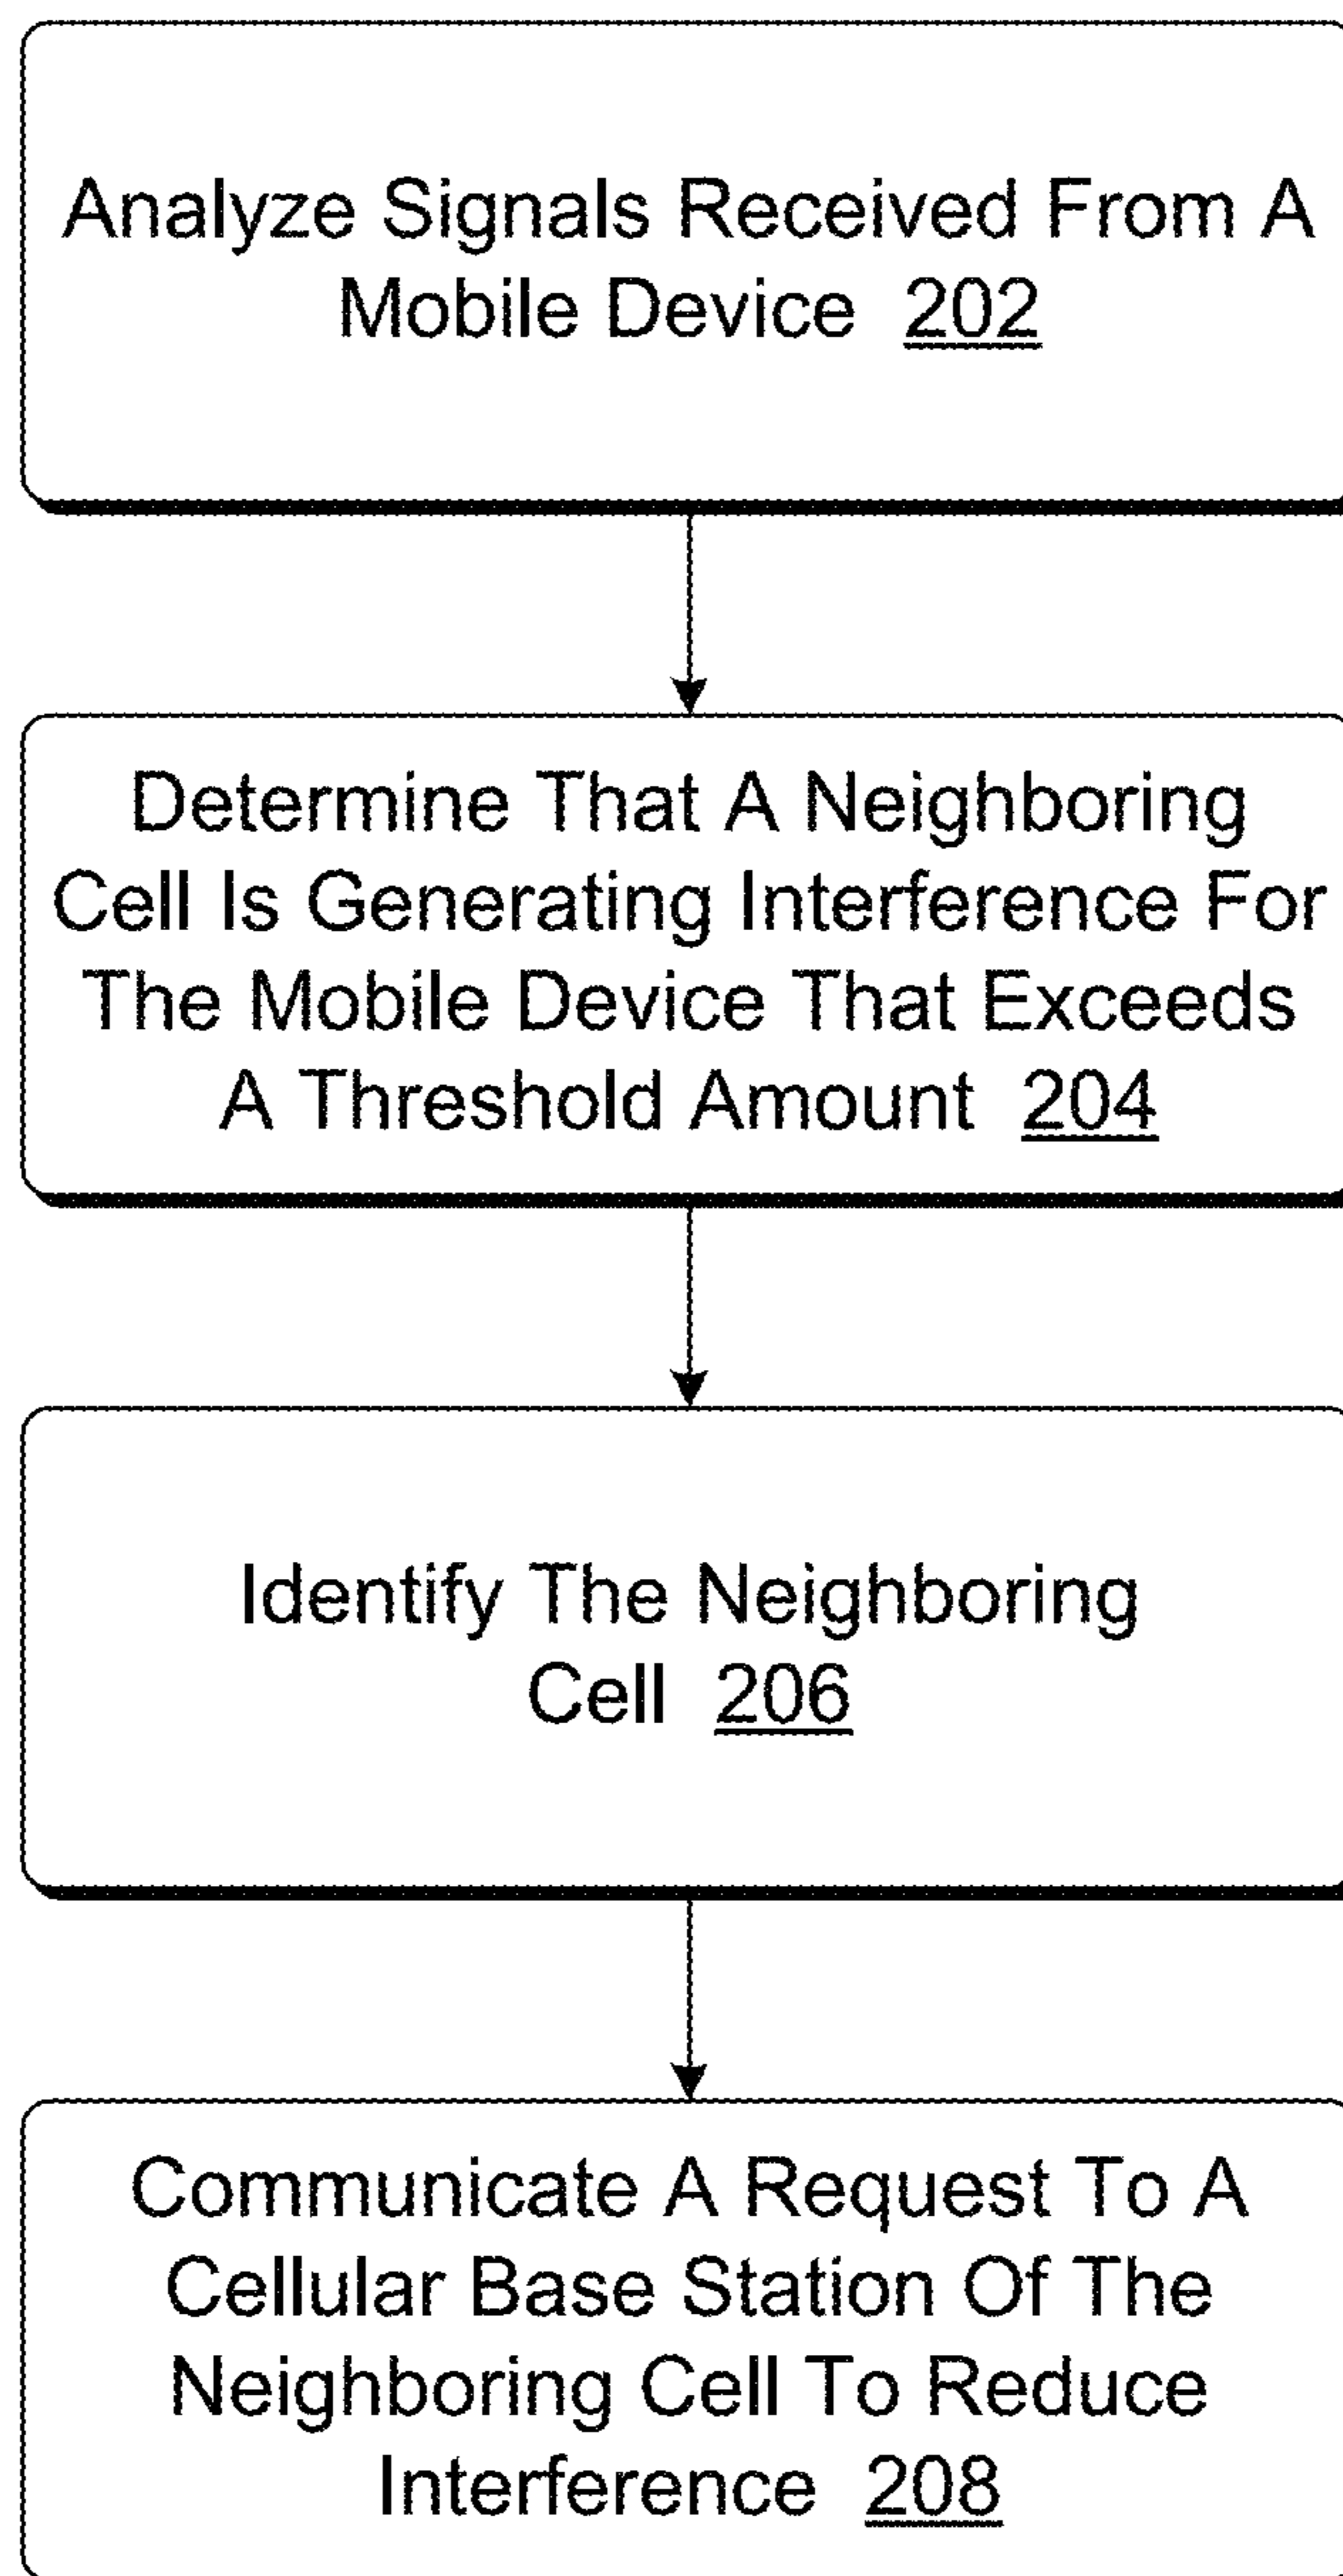 Analyze Signals Received From A
Mobile Device 202
Determine That A Neighboring
Cell Is Generating Interference For
The Mobile Device That Exceeds
A Threshold Amount 204
Identify The Neighboring
Cell 206
Communicate A Request To A
Cellular Base Station Of The
Neighboring Cell To Reduce
Interference 208